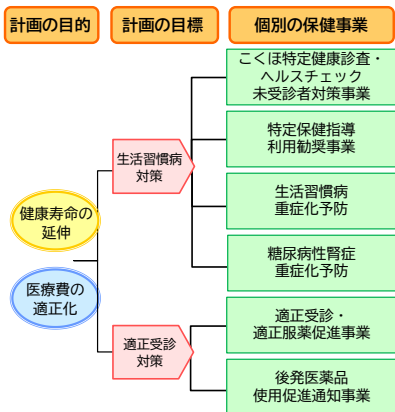 計画の目的
計画の目標
個別の保健事業
健康寿命の
延伸
医療費の
適正化
生活習慣病
対策
適正受診
対策
こくほ特定健康診査・
ヘルスチェック
未受診者対策事業
特定保健指導
利用勧奨事業
生活習慣病
重症化予防
糖尿病性腎症
重症化予防
適正受診・
適正服薬促進事業
後発医薬品
使用促進通知事業